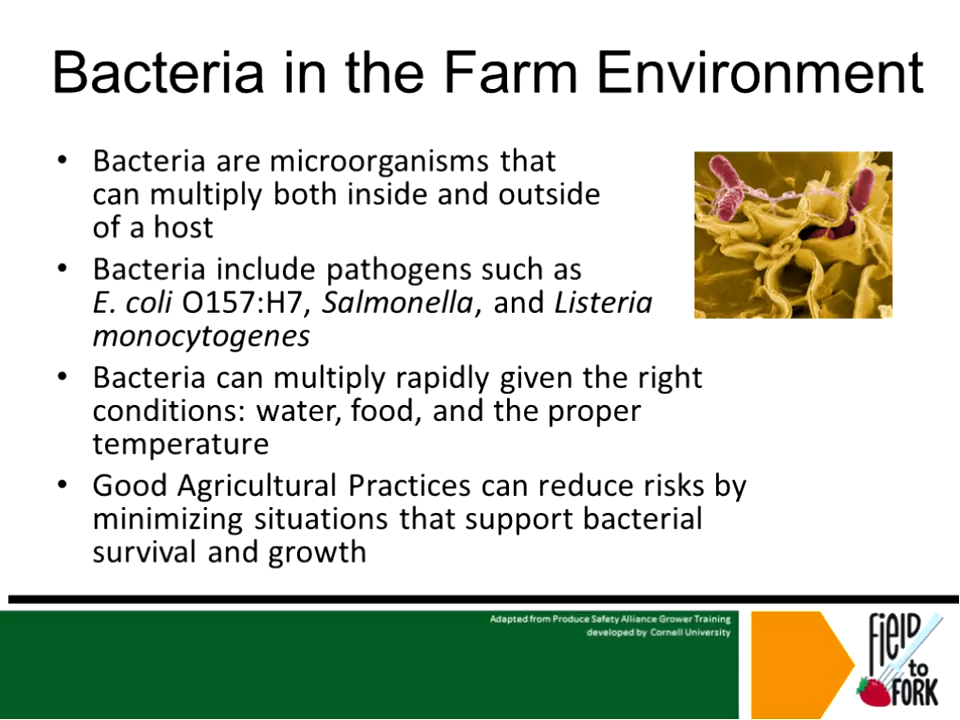 Bacteria in the Farm Environment
• Bacteria are microorganisms that
can multiply both inside and outside
of a host
• Bacteria include pathogens such as
E. coli O157:H7, Salmonella, and Listeria
monocytogenes
• Bacteria can multiply rapidly given the right
conditions: water, food, and the proper
temperature
• Good Agricultural Practices can reduce risks by
minimizing situations that support bacterial
survival and growth
Adapted from Produce Safety Alliance Grower Training
developed by Cornell University
FIELD
to
FORK